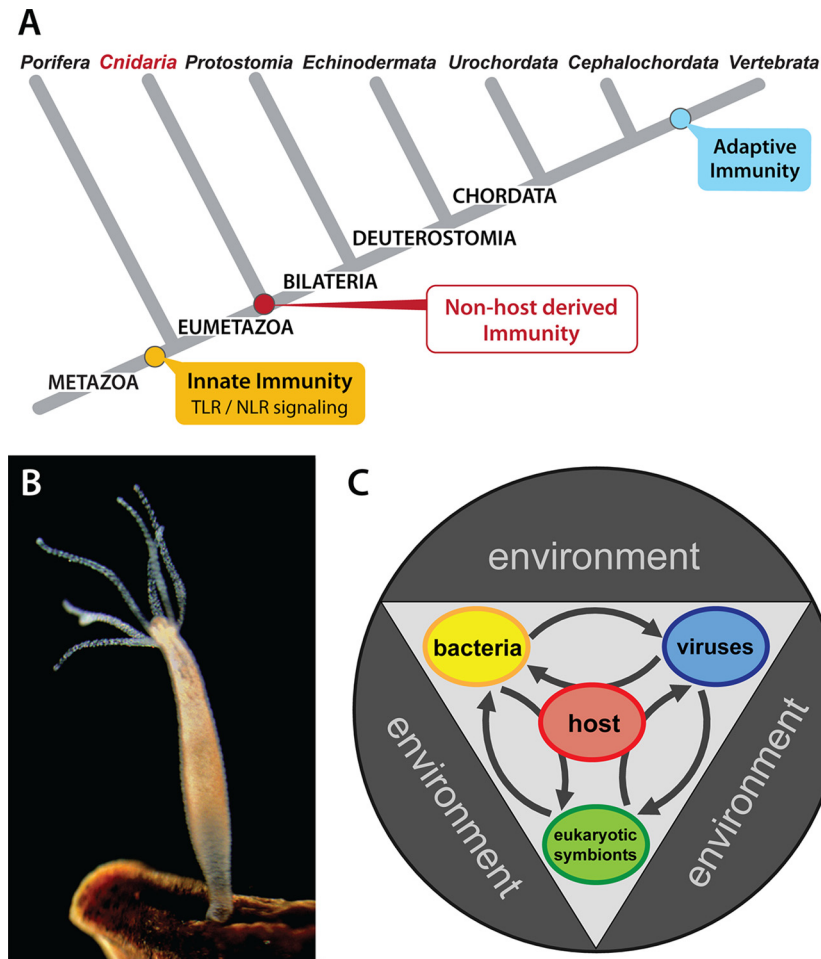 A
Porifera Cnidaria Protostomia Echinodermata Urochordata Cephalochordata Vertebrata
Adaptive
Immunity
CHORDATA
DEUTEROSTOMIA
BILATERIA
Non-host derived
Immunity
EUMETAZOA
METAZOA
Innate Immunity
TLR / NLR signaling
B
C
environment
bacteria
viruses
host
environment
environment
eukaryotic
symbionts